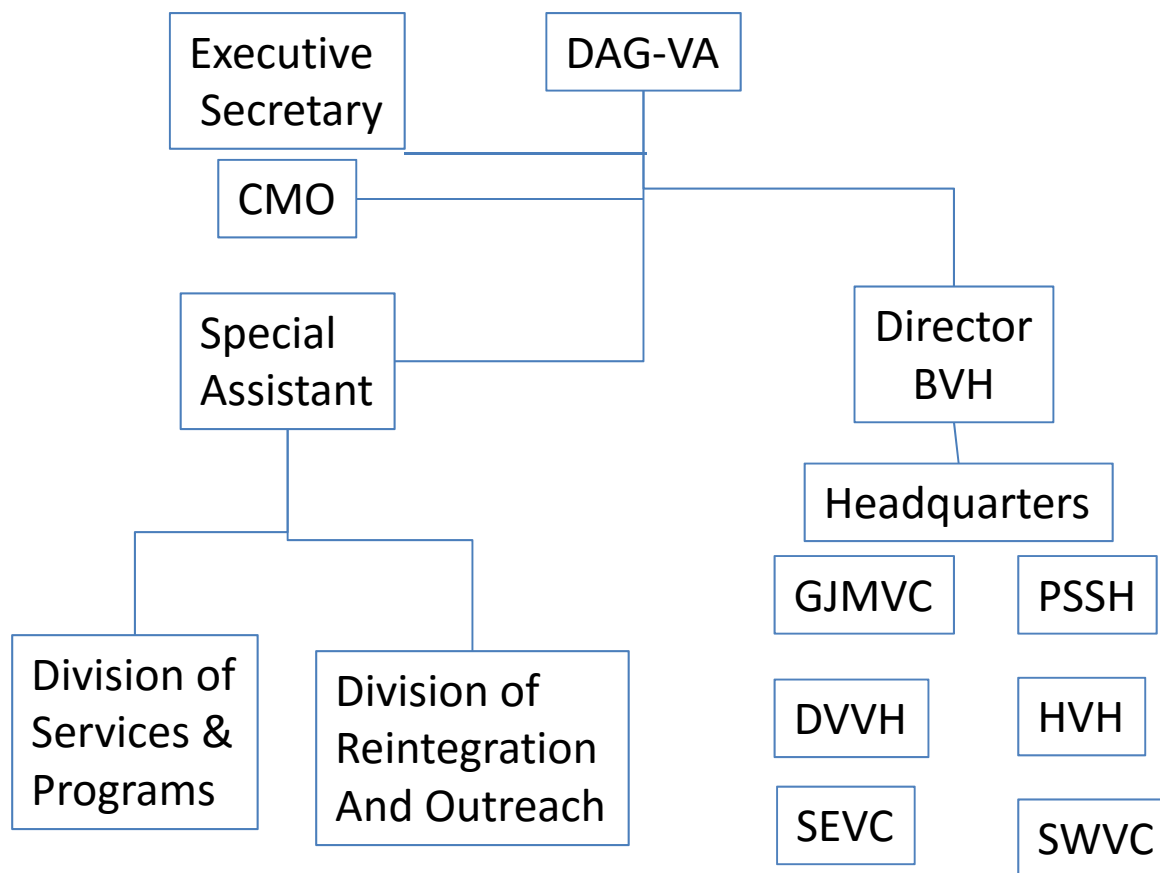 Executive
Secretary
DAG-VA
CMO
Special
Assistant
Director
BVH
Headquarters
GJMVC
PSSH
DVVH
HVH
SEVC
SWVC
Division of
Services &
Programs
Division of
Reintegration
And Outreach